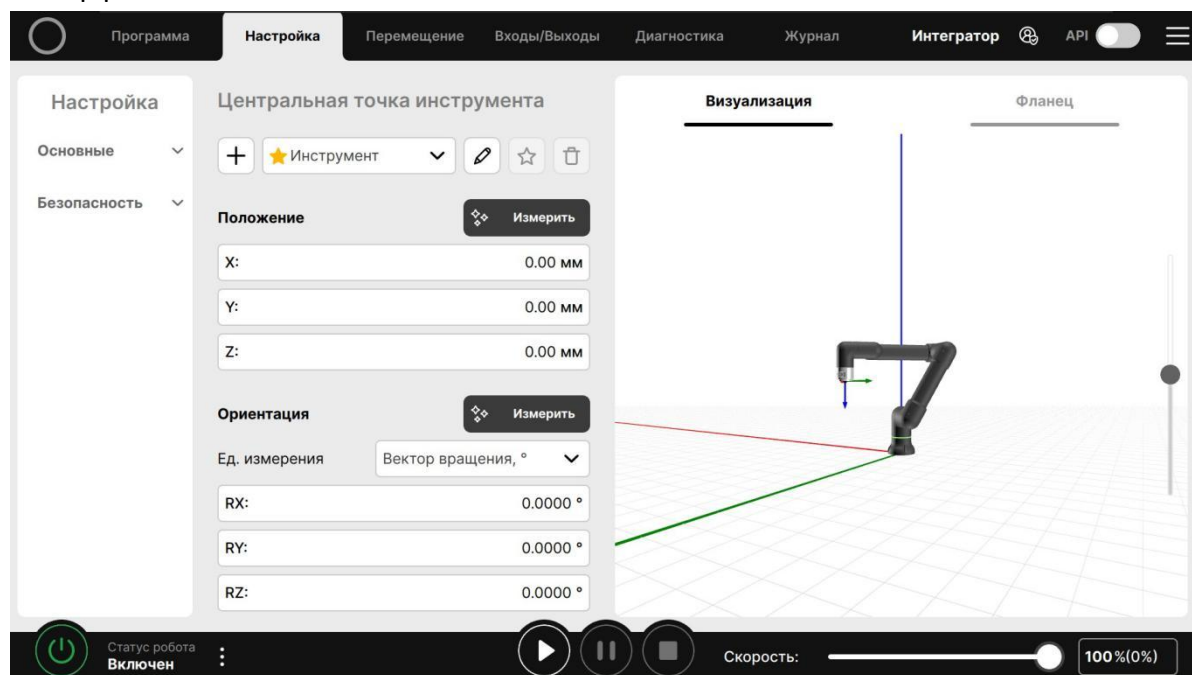 Программа Настройка Перемещение Входы/Выходы Диагностика Журнал Интегратор API
Настройка
Основные
Безопасность
Центральная точка инструмента
Инструмент
Положение Измерить
X: 0.00 мм
Y: 0.00 мм
Z: 0.00 мм
Ориентация Измерить
Ед. измерения Вектор вращения, °
RX: 0.0000 °
RY: 0.0000 °
RZ: 0.0000 °
Визуализация Фланец
Статус робота
Включен
Скорость: 100%(0%)